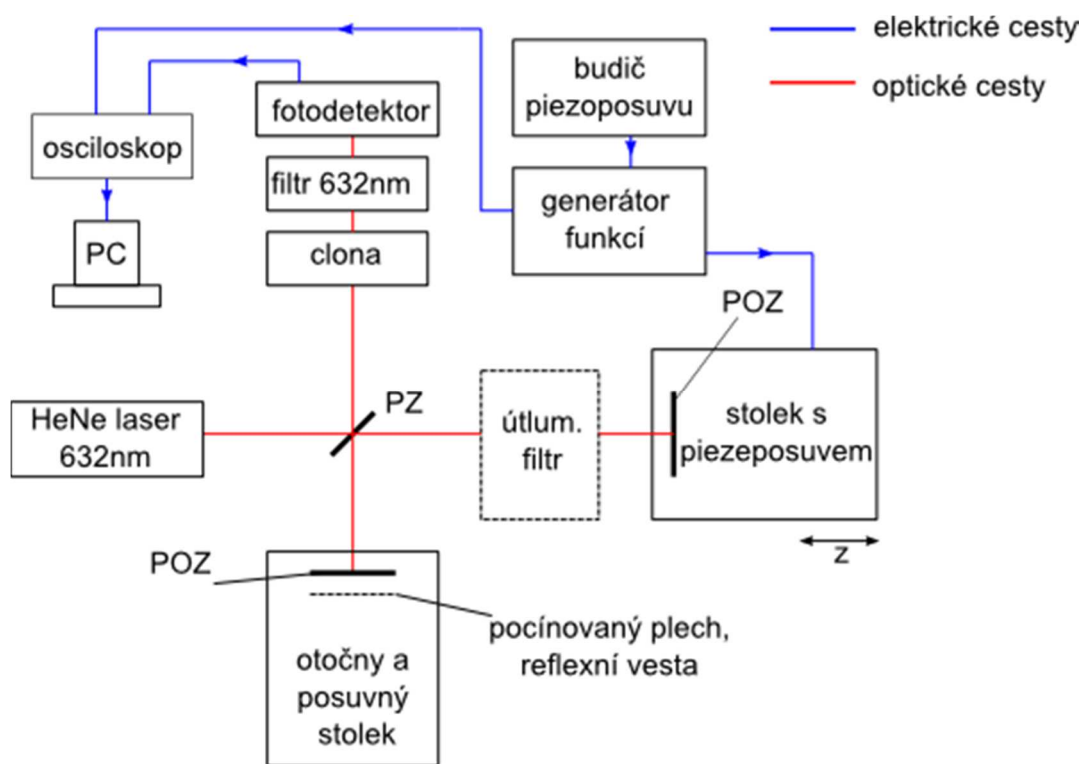 elektrické cesty
optické cesty
budič
piezoposuvu
fotodetektor
osciloskop
filtr 632nm
generátor
funkcí
PC
clona
POZ
HeNe laser
632nm
PZ
útlum.
filtr
stolek s
piezeposuvem
z
POZ
pocínovaný plech,
reflexní vesta
otočny a
posuvný
stolek